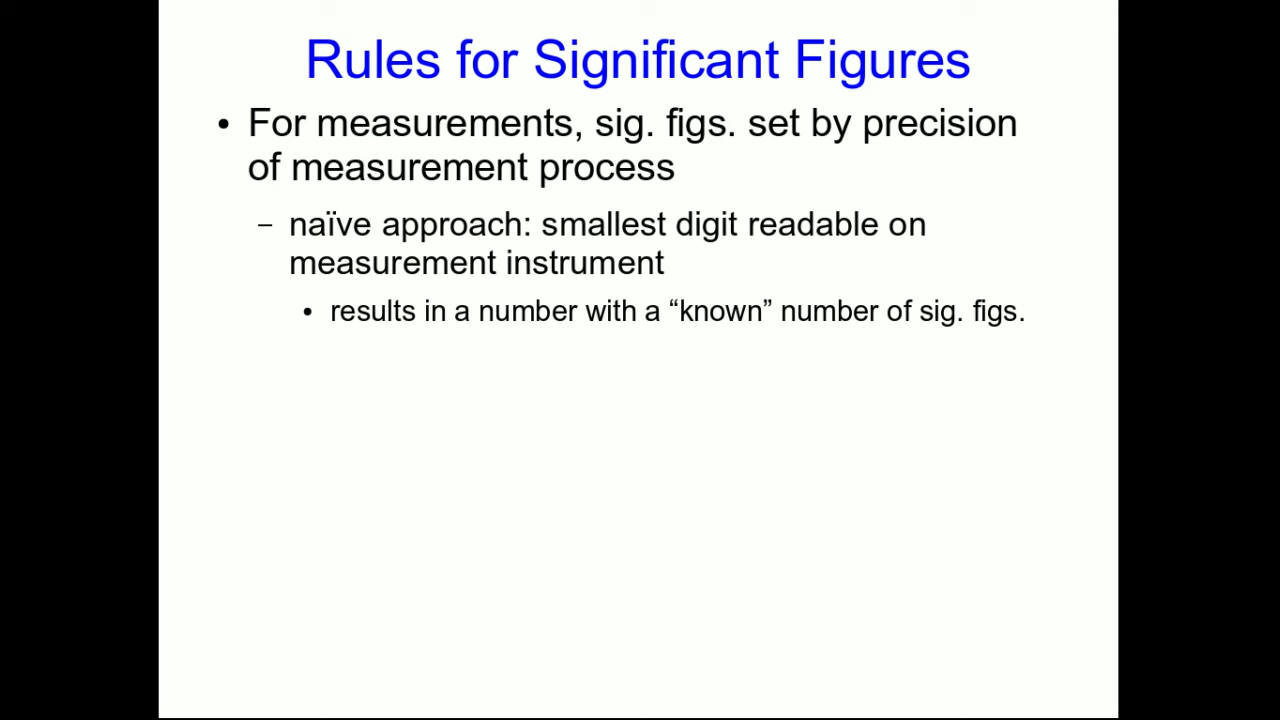 Rules for Significant Figures
• For measurements, sig. figs. set by precision
of measurement process
– naïve approach: smallest digit readable on
measurement instrument
• results in a number with a “known” number of sig. figs.